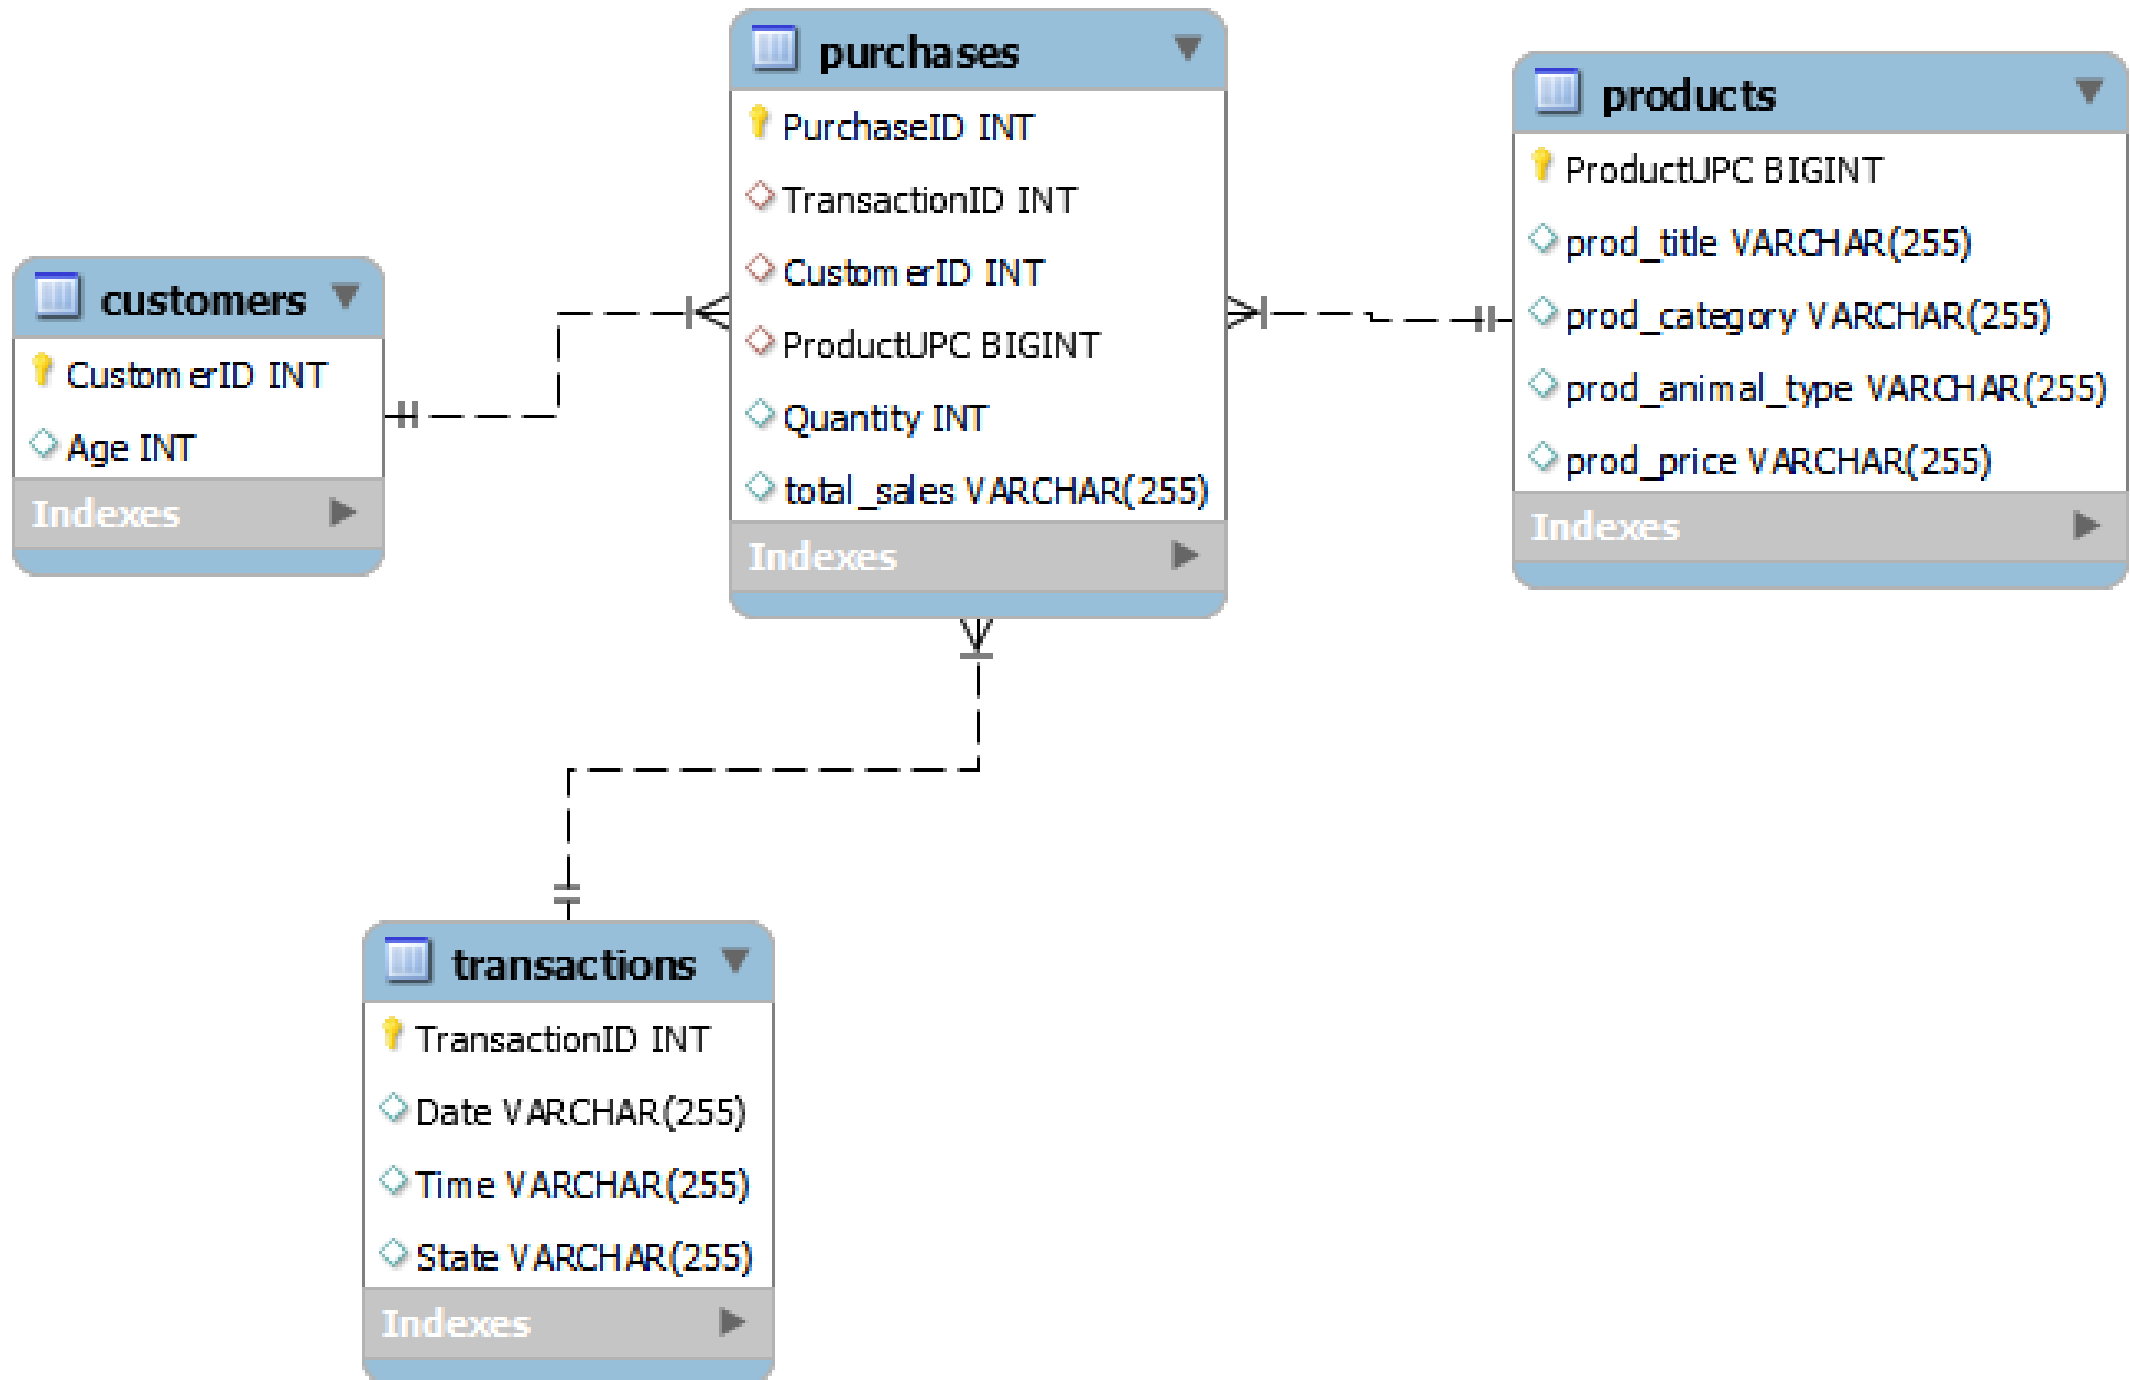 purchases
PurchaseID INT
TransactionID INT
CustomerID INT
ProductUPC BIGINT
Quantity INT
total_sales VARCHAR(255)
Indexes
products
ProductUPC BIGINT
prod_title VARCHAR(255)
prod_category VARCHAR(255)
prod_animal_type VARCHAR(255)
prod_price VARCHAR(255)
Indexes
customers
CustomerID INT
Age INT
Indexes
transactions
TransactionID INT
Date VARCHAR(255)
Time VARCHAR(255)
State VARCHAR(255)
Indexes